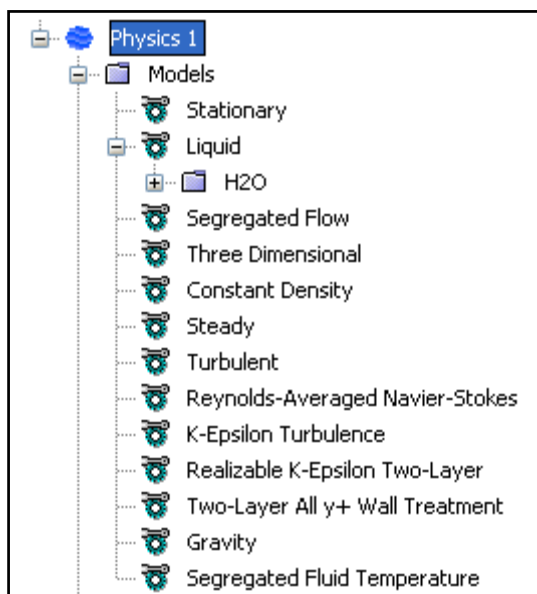 Physics 1
Models
Stationary
Liquid
H2O
Segregated Flow
Three Dimensional
Constant Density
Steady
Turbulent
Reynolds-Averaged Navier-Stokes
K-Epsilon Turbulence
Realizable K-Epsilon Two-Layer
Two-Layer All y+ Wall Treatment
Gravity
Segregated Fluid Temperature